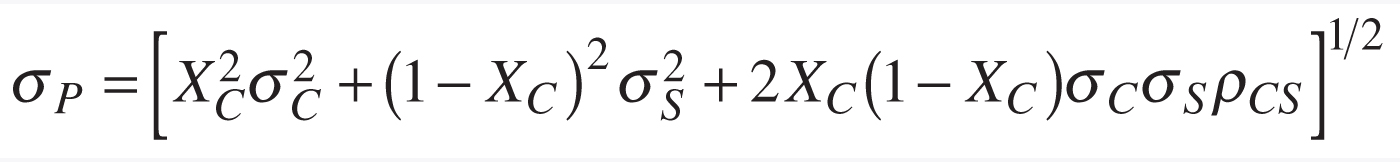 σ_P = [X_C^2 σ_C^2 + (1 − X_C)^2 σ_S^2 + 2X_C(1 − X_C)σ_C σ_S ρ_CS]^{1/2}